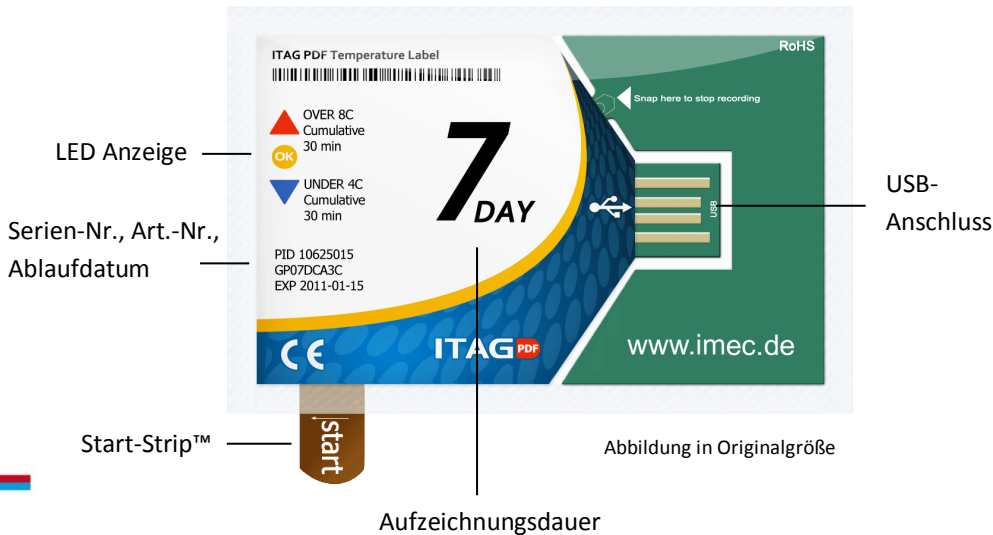 RoHS
ITAG PDF Temperature Label
Snap here to stop recording
OVER 8C
Cumulative
30 min
OK
UNDER 4C
Cumulative
30 min
7
DAY
USB
PID 10625015
GP07DCA3C
EXP 2011-01-15
CE
ITAG PDF
www.imec.de
start
LED Anzeige
Serien-Nr., Art.-Nr.,
Ablaufdatum
USB-
Anschluss
Start-Strip™
Abbildung in Originalgröße
Aufzeichnungsdauer